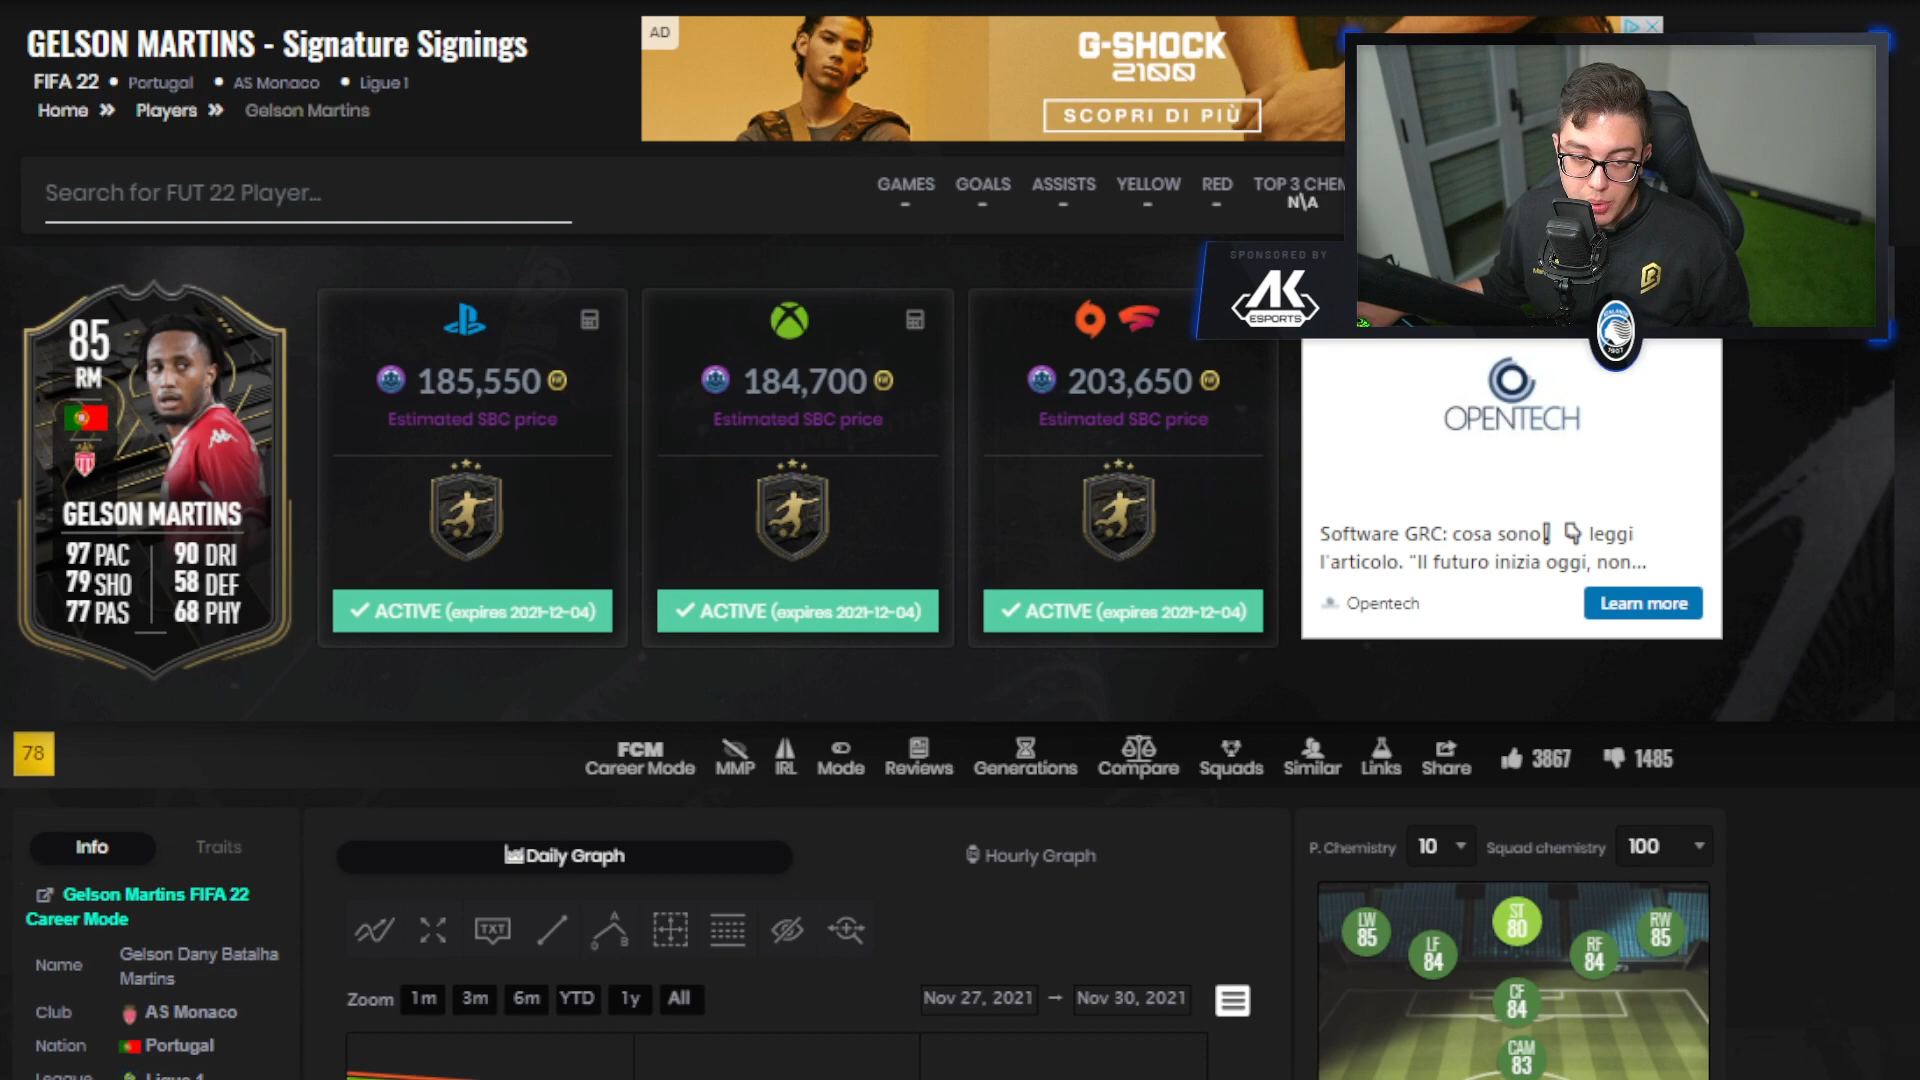 GELSON MARTINS - Signature Signings
FIFA 22 • Portugal • AS Monaco • Ligue 1
Home » Players » Gelson Martins
AD
G-SHOCK
2100
SCOPRI DI PIÙ
Search for FUT 22 Player...
GAMES GOALS ASSISTS YELLOW RED TOP 3 CHEM
- - - - - N\A
SPONSORED BY
AK
ESPORTS
ATALANTA
1907
85
RM
GELSON MARTINS
97 PAC 90 DRI
79 SHO 58 DEF
77 PAS 68 PHY
185,550
Estimated SBC price
ACTIVE (expires 2021-12-04)
184,700
Estimated SBC price
ACTIVE (expires 2021-12-04)
203,650
Estimated SBC price
ACTIVE (expires 2021-12-04)
OPENTECH
Software GRC: cosa sono! leggi
l'articolo. "Il futuro inizia oggi, non...
Opentech
Learn more
78
FCM
Career Mode MMP IRL Mode Reviews Generations Compare Squads Similar Links Share 3867 1485
Info Traits
Gelson Martins FIFA 22
Career Mode
Name Gelson Dany Batalha
Martins
Club AS Monaco
Nation Portugal
League Ligue 1
Daily Graph Hourly Graph
TXT
A
0 B
Zoom 1m 3m 6m YTD 1y All Nov 27, 2021 → Nov 30, 2021
P. Chemistry 10 Squad chemistry 100
LW
85
ST
80
RW
85
LF
84
RF
84
CF
84
CAM
83